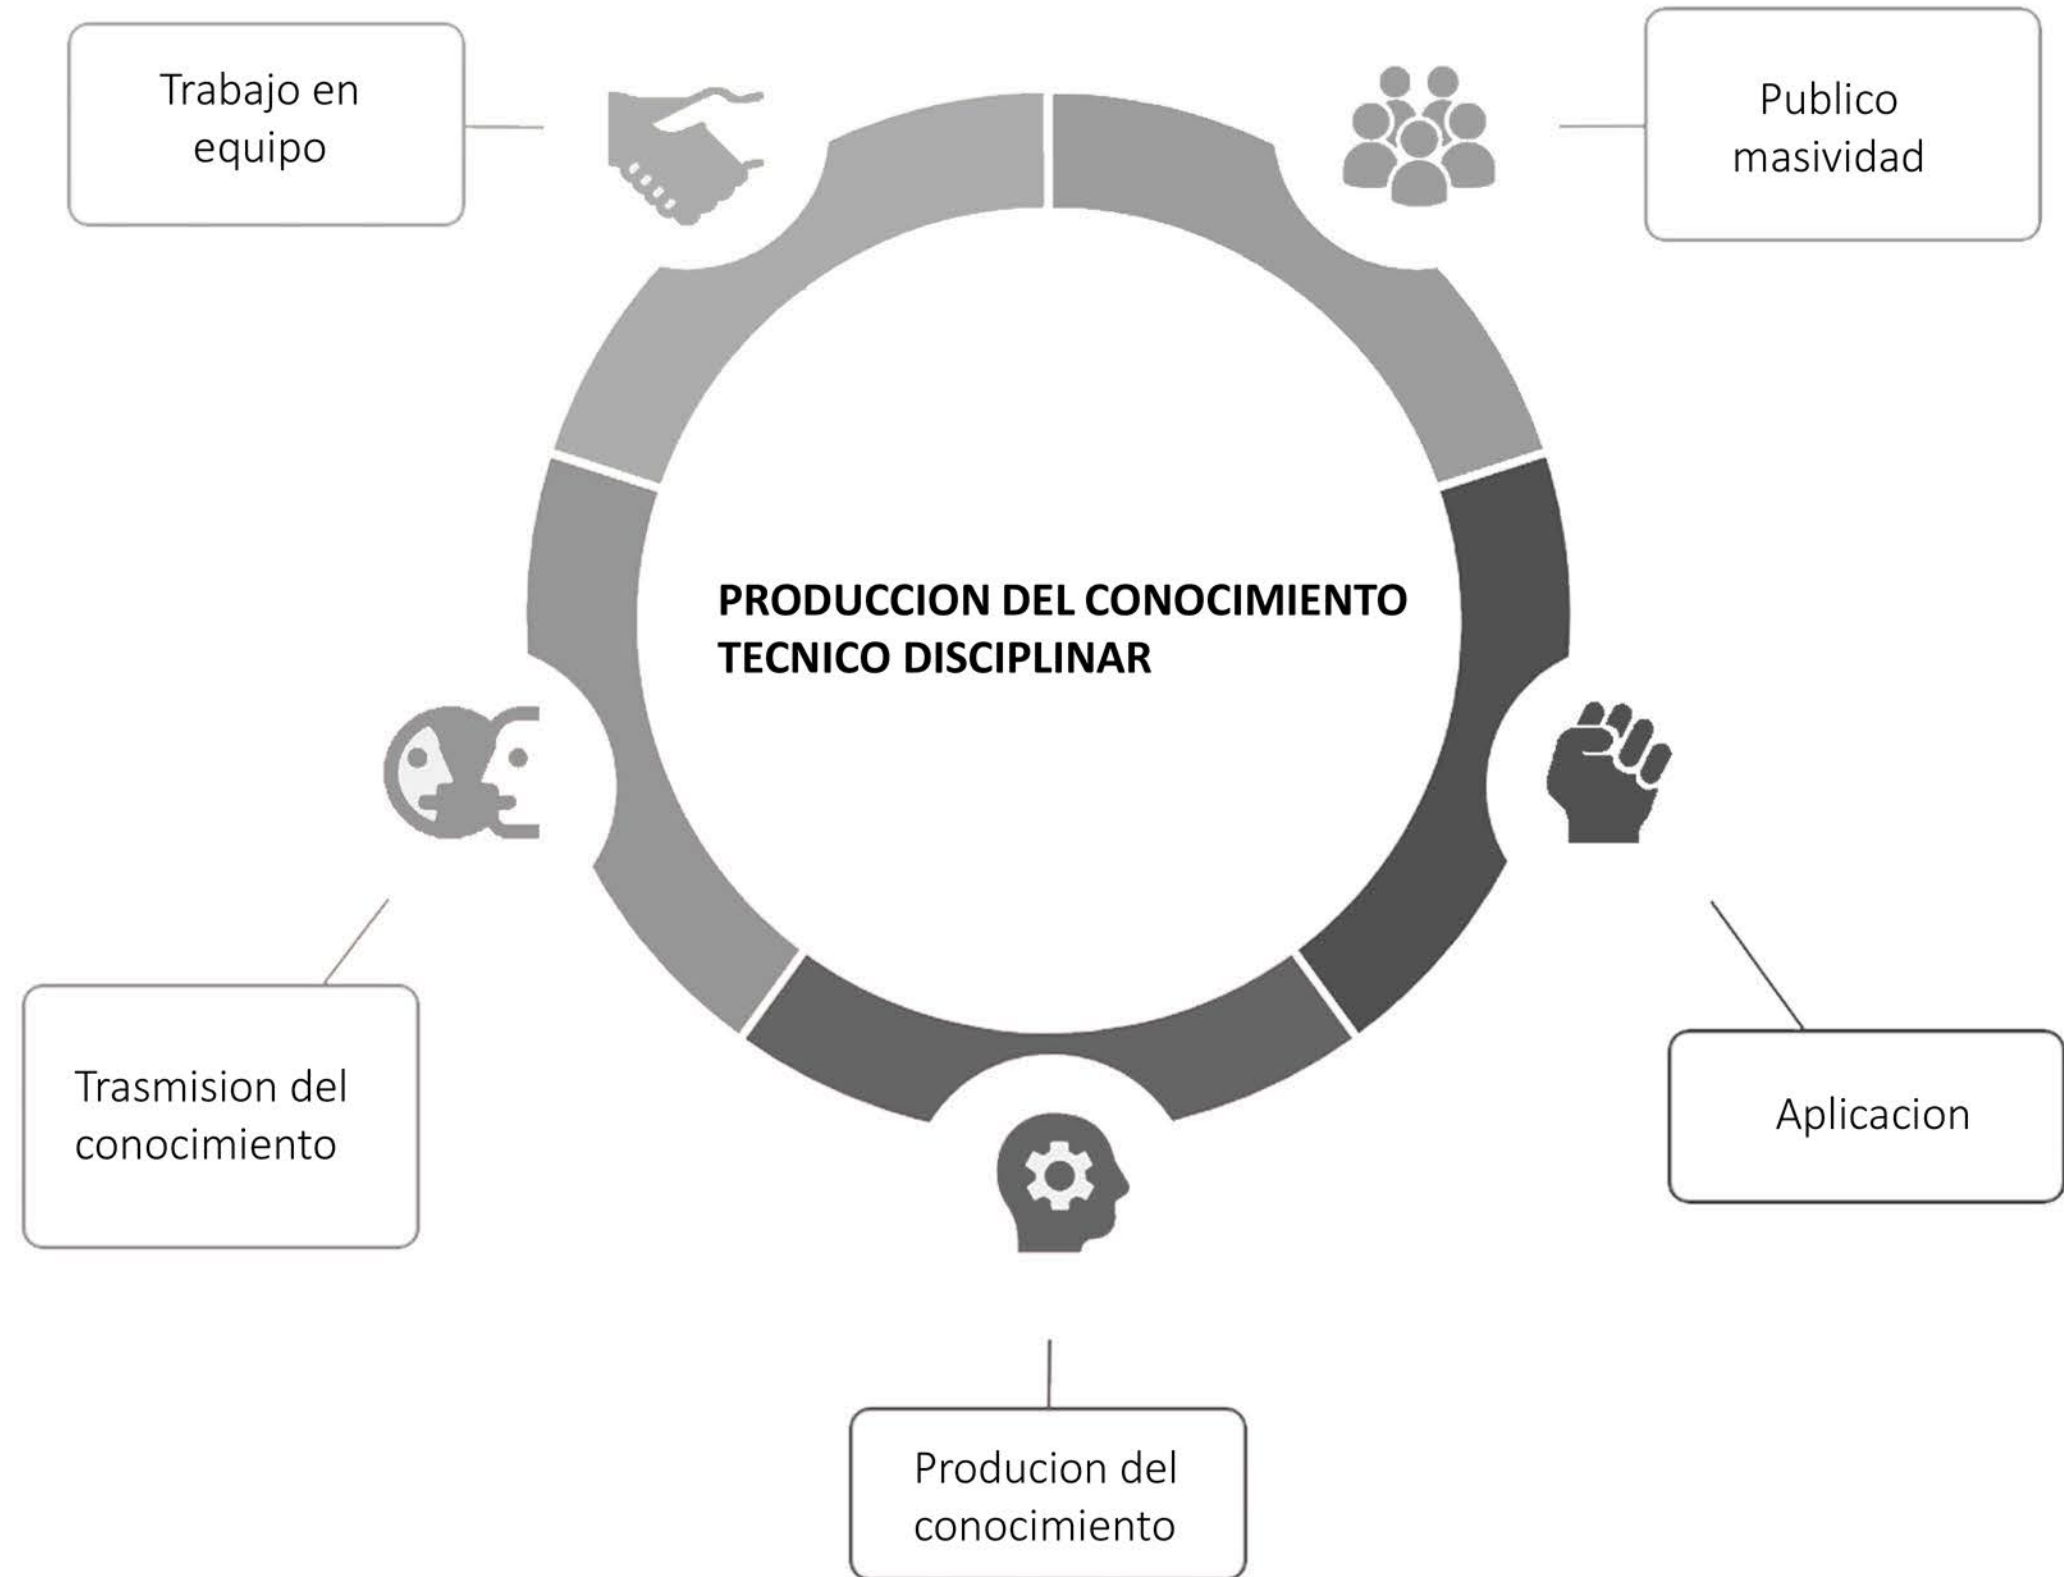 Trabajo en
equipo
Publico
masividad
PRODUCCION DEL CONOCIMIENTO
TECNICO DISCIPLINAR
Trasmision del
conocimiento
Aplicacion
Producion del
conocimiento